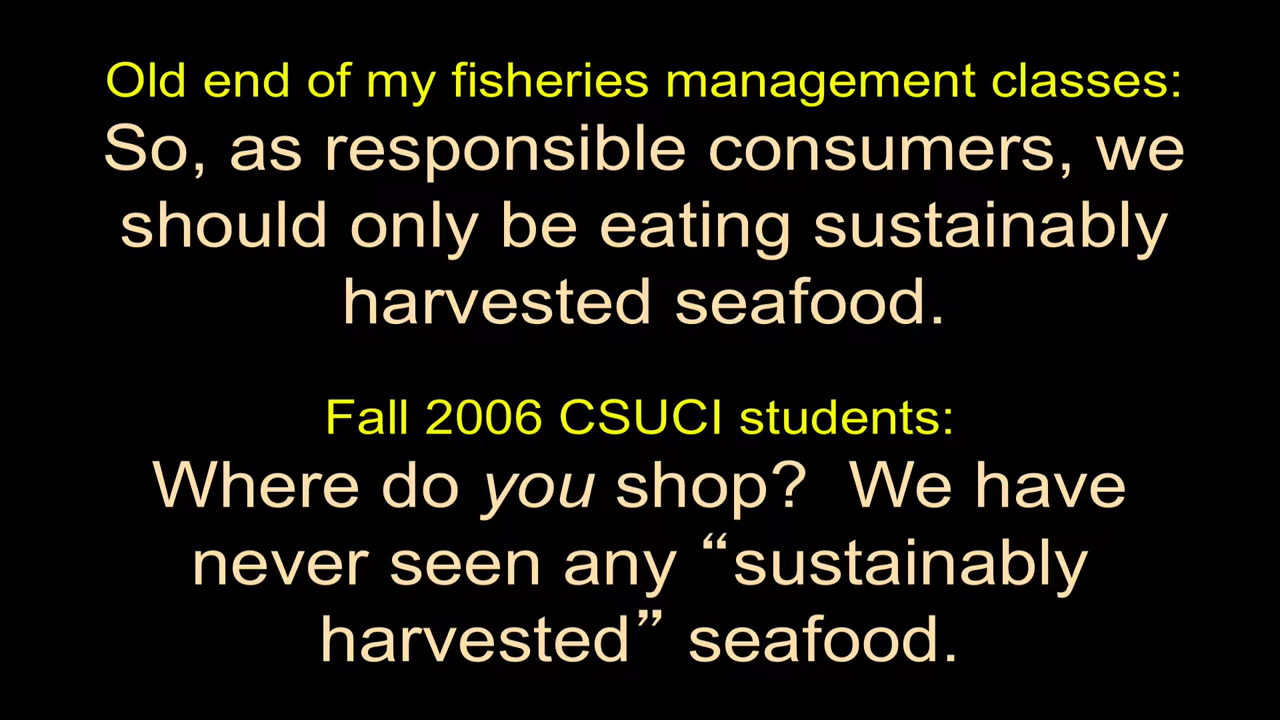 Old end of my fisheries management classes:
So, as responsible consumers, we
should only be eating sustainably
harvested seafood.
Fall 2006 CSUCI students:
Where do you shop?  We have
never seen any “sustainably
harvested” seafood.